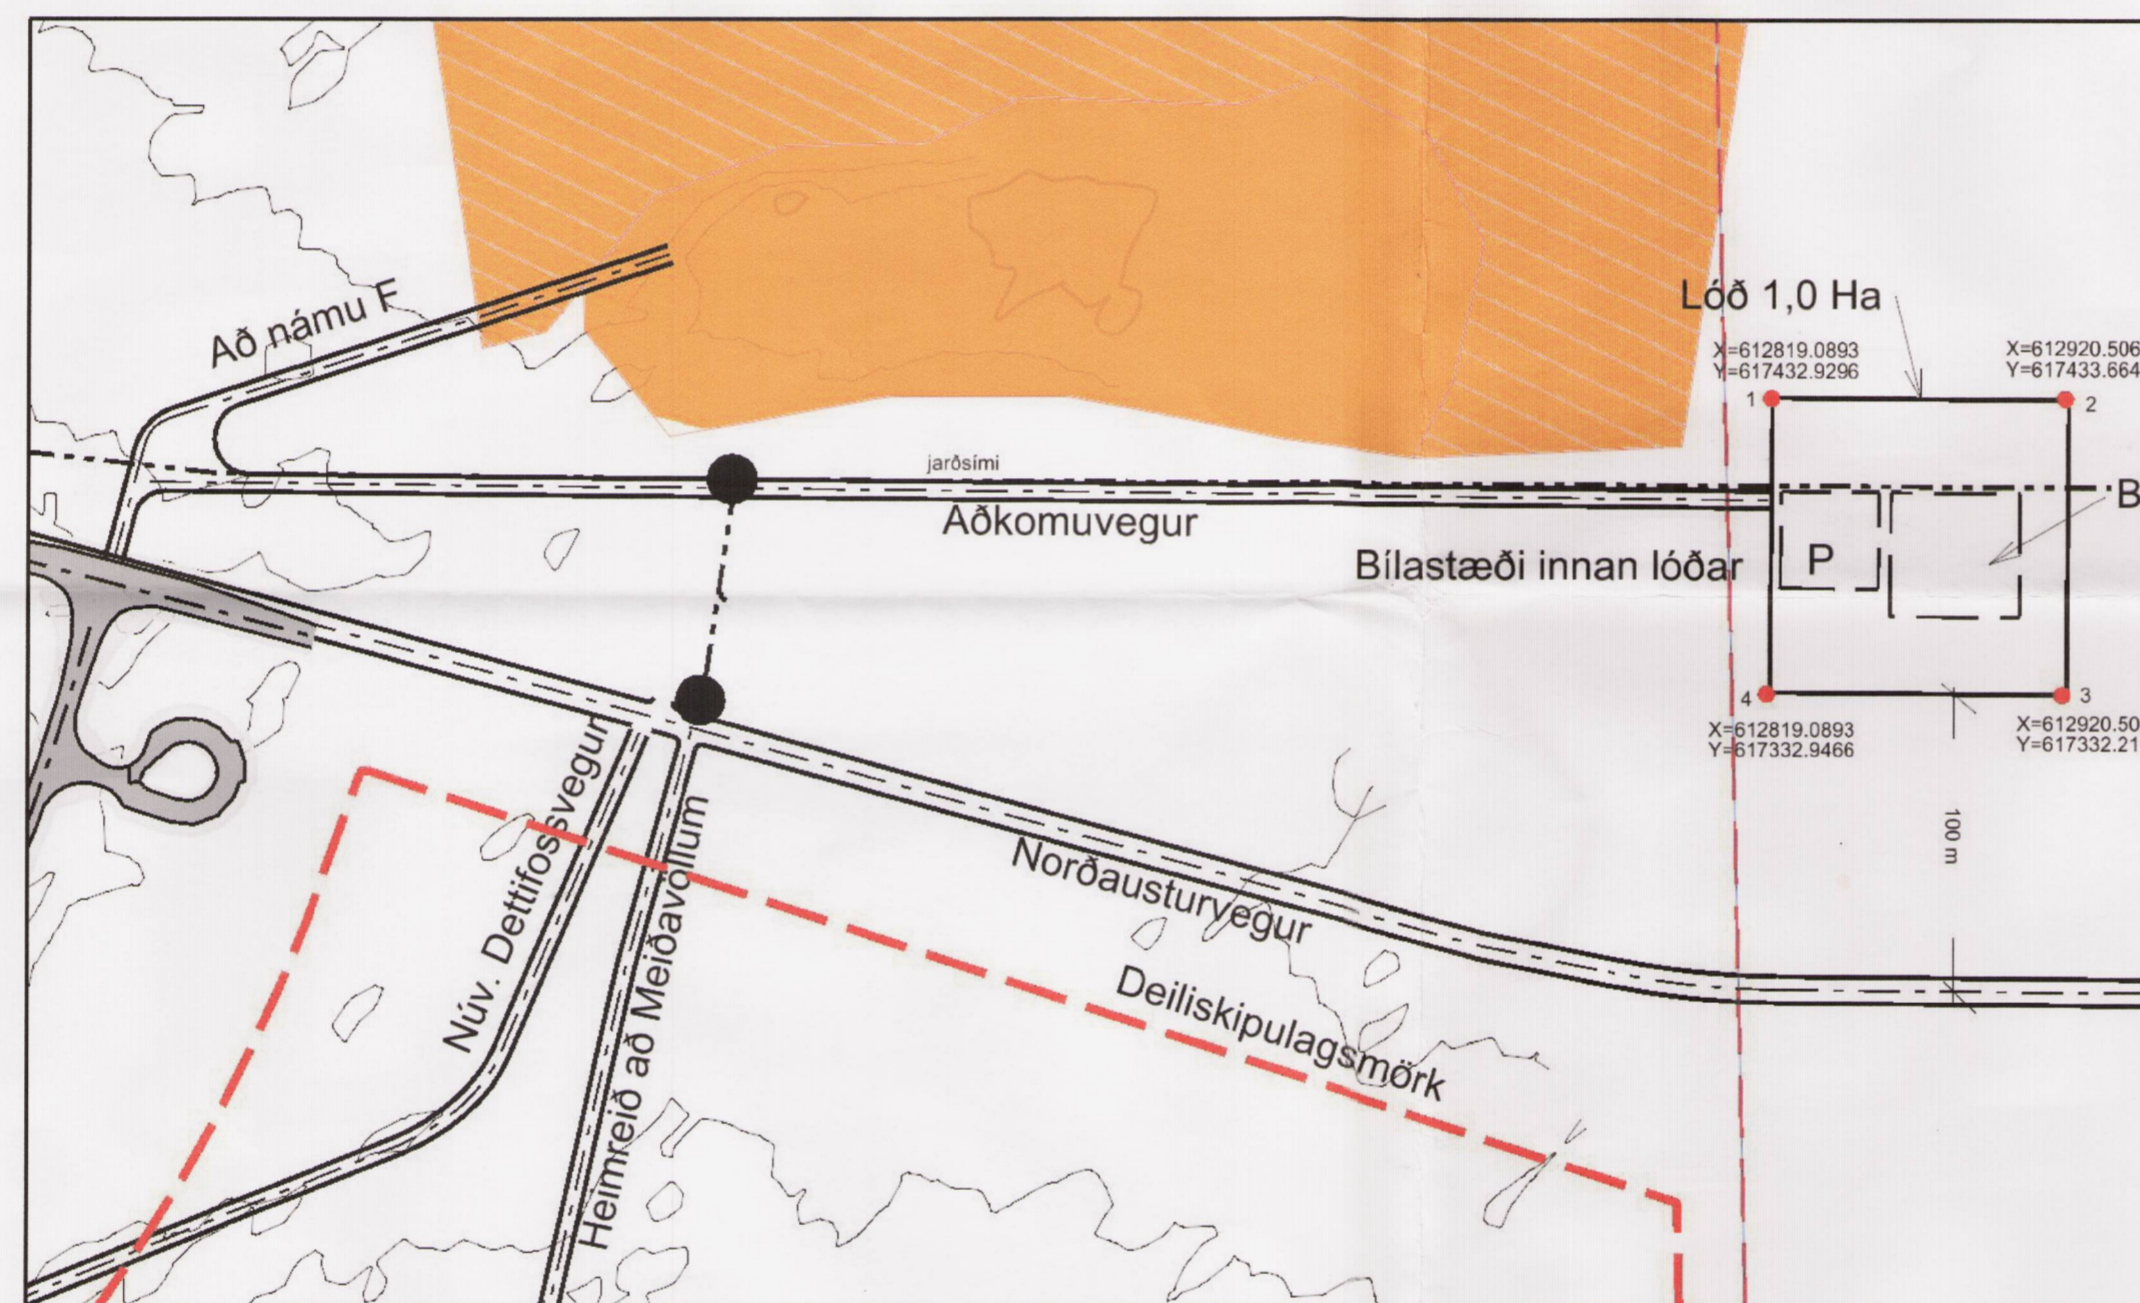 Lóð 1,0 Ha
Að námu F
X=612819.0893
Y=617432.9296
X=612920.506
Y=617433.664
1
2
jarðsími
Aðkomuvegur
B
Bílastæði innan lóðar
P
4
3
X=612819.0893
Y=617332.9466
X=612920.50
Y=617332.21
100 m
Núv. Dettifossvegur
Heimreið að Meiðavöllum
Norðausturvegur
Deiliskipulagsmörk